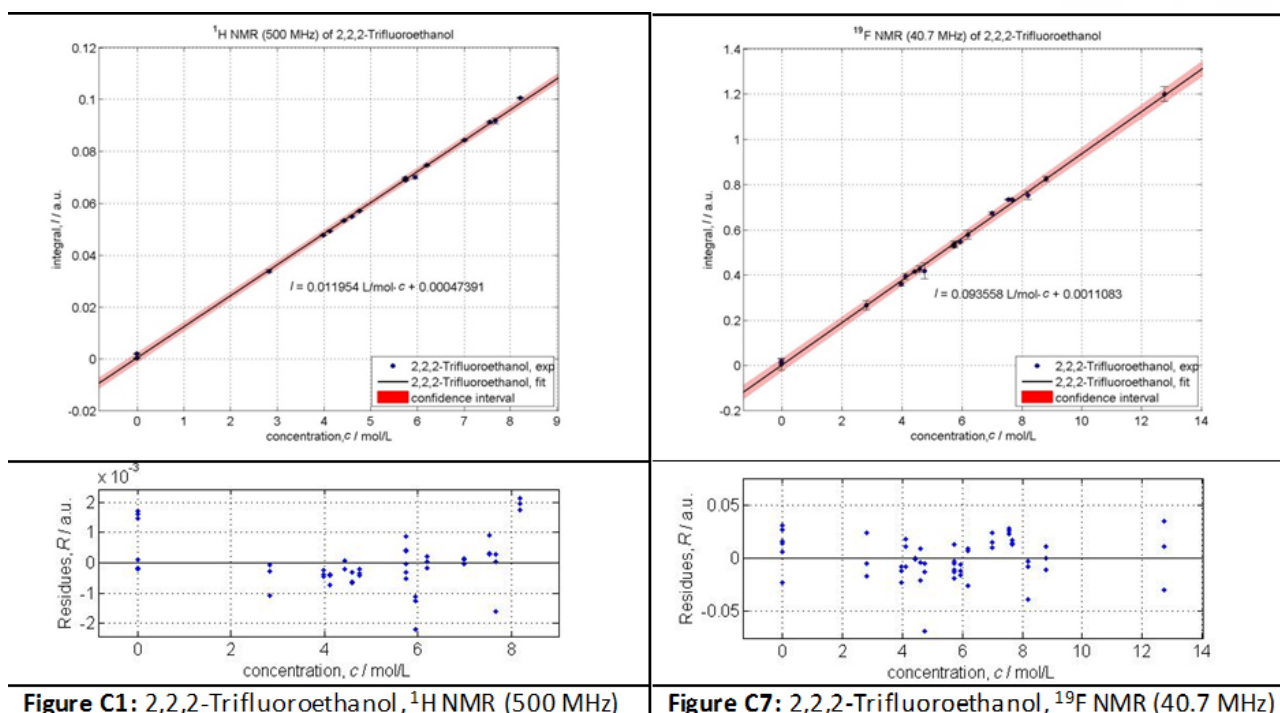 ¹H NMR (500 MHz) of 2,2,2-Trifluoroethanol
0.12
0.1
0.08
0.06
0.04
0.02
0
-0.02
integral, I / a.u.
I = 0.011954 L/mol· c + 0.00047391
2,2,2-Trifluoroethanol, exp
2,2,2-Trifluoroethanol, fit
confidence interval
0 1 2 3 4 5 6 7 8 9
concentration, c / mol/L
¹⁹F NMR (40.7 MHz) of 2,2,2-Trifluoroethanol
1.4
1.2
1
0.8
0.6
0.4
0.2
0
-0.2
integral, I / a.u.
I = 0.093558 L/mol· c + 0.0011083
2,2,2-Trifluoroethanol, exp
2,2,2-Trifluoroethanol, fit
confidence interval
0 2 4 6 8 10 12 14
concentration, c / mol/L
x 10⁻³
2
1
0
-1
-2
Residues, R / a.u.
0 2 4 6 8
concentration, c / mol/L
0.05
0
-0.05
Residues, R / a.u.
0 2 4 6 8 10 12 14
concentration, c / mol/L
Figure C1: 2,2,2-Trifluoroethanol, ¹H NMR (500 MHz)
Figure C7: 2,2,2-Trifluoroethanol, ¹⁹F NMR (40.7 MHz)